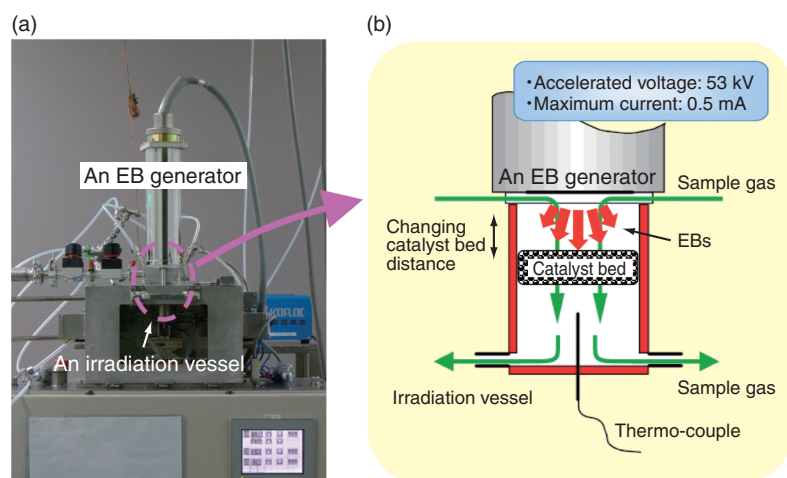 (a)
An EB generator
KOFLOC
An irradiation vessel
(b)
・Accelerated voltage: 53 kV
・Maximum current: 0.5 mA
An EB generator
Sample gas
Changing
catalyst bed
distance
EBs
Catalyst bed
Irradiation vessel
Sample gas
Thermo-couple